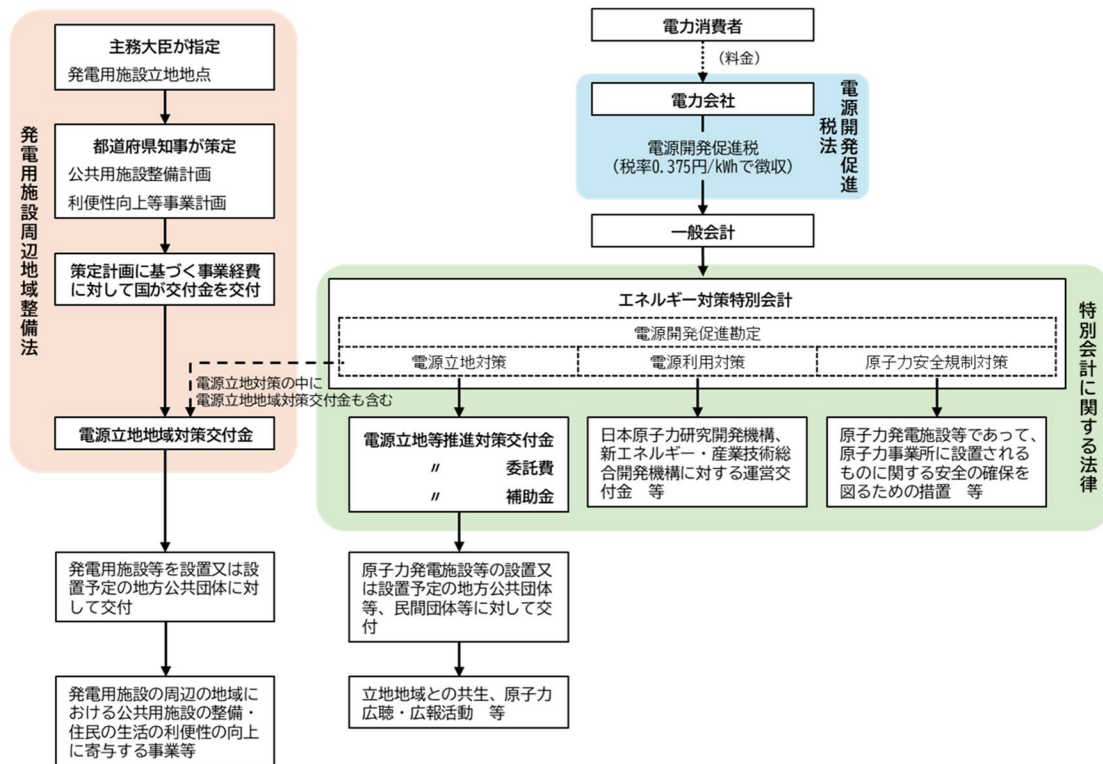 発電用施設周辺地域整備法
主務大臣が指定
発電用施設立地地点
都道府県知事が策定
公共用施設整備計画
利便性向上等事業計画
策定計画に基づく事業経費
に対して国が交付金を交付
電源立地地域対策交付金
発電用施設等を設置又は設
置予定の地方公共団体に対
して交付
発電用施設の周辺の地域に
おける公共用施設の整備・
住民の生活の利便性の向上
に寄与する事業等
電力消費者
(料金)
電力会社
電源開発促進税
(税率0.375円/kWhで徴収)
電源開発促進
税法
一般会計
エネルギー対策特別会計
電源開発促進勘定
電源立地対策
電源利用対策
原子力安全規制対策
電源立地対策の中に
電源立地地域対策交付金も含む
電源立地等推進対策交付金
〃 委託費
〃 補助金
日本原子力研究開発機構、
新エネルギー・産業技術総
合開発機構に対する運営交
付金 等
原子力発電施設等であって、
原子力事業所に設置される
ものに関する安全の確保を
図るための措置 等
特別会計に関する法律
原子力発電施設等の設置又
は設置予定の地方公共団体
等、民間団体等に対して交
付
立地地域との共生、原子力
広聴・広報活動 等